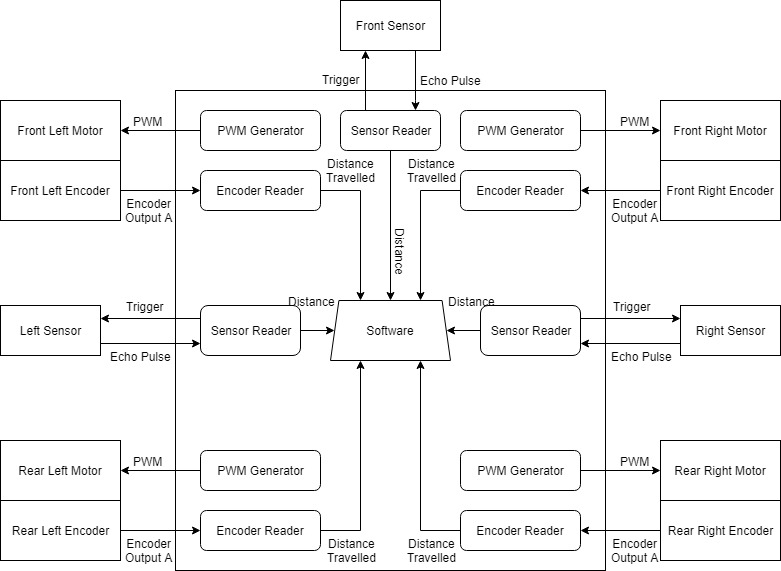 Front Sensor
Trigger
Echo Pulse
Front Left Motor
PWM
PWM Generator
Sensor Reader
PWM Generator
PWM
Front Right Motor
Distance
Travelled
Distance
Travelled
Front Left Encoder
Encoder Reader
Encoder Reader
Front Right Encoder
Encoder
Output A
Encoder
Output A
Distance
Trigger
Distance
Distance
Trigger
Left Sensor
Sensor Reader
Software
Sensor Reader
Right Sensor
Echo Pulse
Echo Pulse
Rear Left Motor
PWM
PWM Generator
PWM Generator
PWM
Rear Right Motor
Rear Left Encoder
Encoder Reader
Encoder Reader
Rear Right Encoder
Encoder
Output A
Distance
Travelled
Distance
Travelled
Encoder
Output A